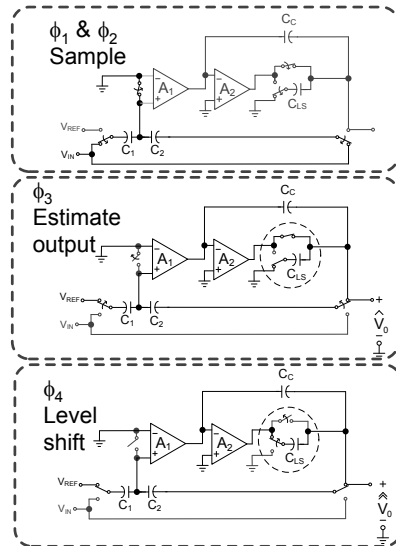 ϕ1 & ϕ2
Sample
CC
A1
A2
CLS
VREF
VIN
C1
C2
ϕ3
Estimate
output
CC
A1
A2
CLS
VREF
VIN
C1
C2
+
V̂0
−
ϕ4
Level
shift
CC
A1
A2
CLS
VREF
VIN
C1
C2
+
V̂̂0
−